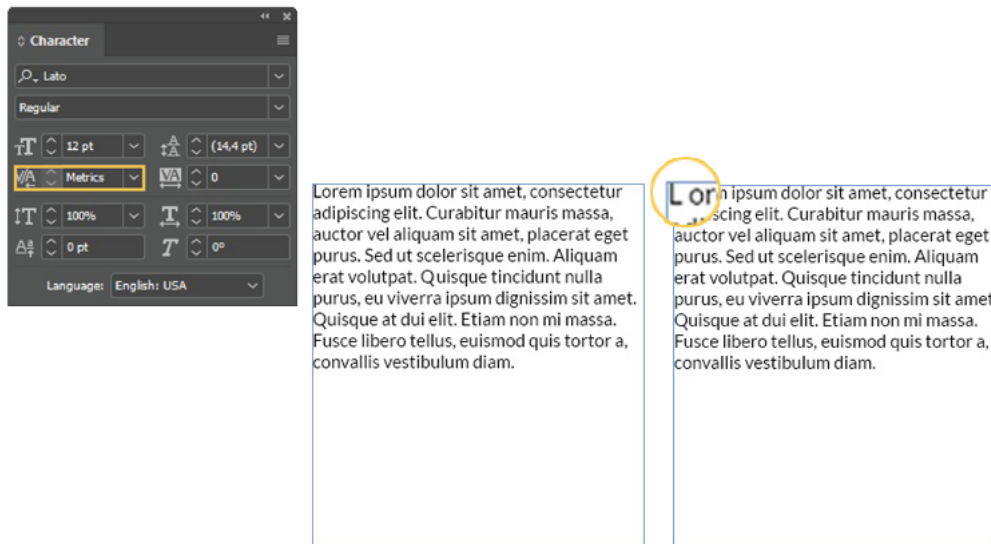 Character
Lato
Regular
12 pt
(14,4 pt)
Metrics
0
100%
100%
0 pt
0°
Language: English: USA
Lorem ipsum dolor sit amet, consectetur
adipiscing elit. Curabitur mauris massa,
auctor vel aliquam sit amet, placerat eget
purus. Sed ut scelerisque enim. Aliquam
erat volutpat. Quisque tincidunt nulla
purus, eu viverra ipsum dignissim sit amet.
Quisque at dui elit. Etiam non mi massa.
Fusce libero tellus, euismod quis tortor a,
convallis vestibulum diam.
L or ipsum dolor sit amet, consectetur
scing elit. Curabitur mauris massa,
auctor vel aliquam sit amet, placerat eget
purus. Sed ut scelerisque enim. Aliquam
erat volutpat. Quisque tincidunt nulla
purus, eu viverra ipsum dignissim sit amet
Quisque at dui elit. Etiam non mi massa.
Fusce libero tellus, euismod quis tortor a,
convallis vestibulum diam.